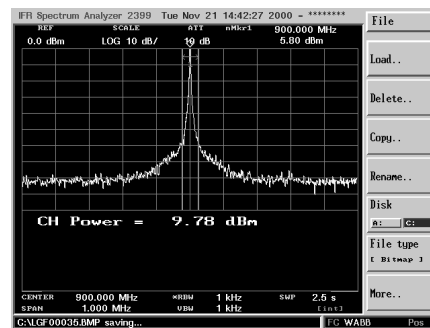 IFR Spectrum Analyzer 2399 Tue Nov 21 14:42:27 2000 - ********
File
REF SCALE ATT nMkr1 900.000 MHz
0.0 dBm LOG 10 dB/ 19 dB 5.80 dBm
Load..
Delete..
Copy..
Rename..
CH Power = 9.78 dBm
Disk
A: C:
File type
[ Bitmap ]
More..
CENTER 900.000 MHz *RBW 1 kHz SWP 2.5 s
SPAN 1.000 MHz VBW 1 kHz [int]
C:\LGF00035.BMP saving... FC WABB Pos